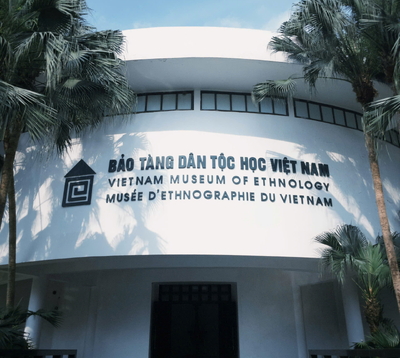 BẢO TÀNG DÂN TỘC HỌC VIỆT NAM
VIETNAM MUSEUM OF ETHNOLOGY
MUSÉE D'ETHNOGRAPHIE DU VIETNAM